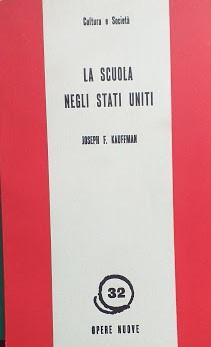 Cultura e Società
LA SCUOLA
NEGLI STATI UNITI
JOSEPH F. KAUFFMAN
32
OPERE NUOVE